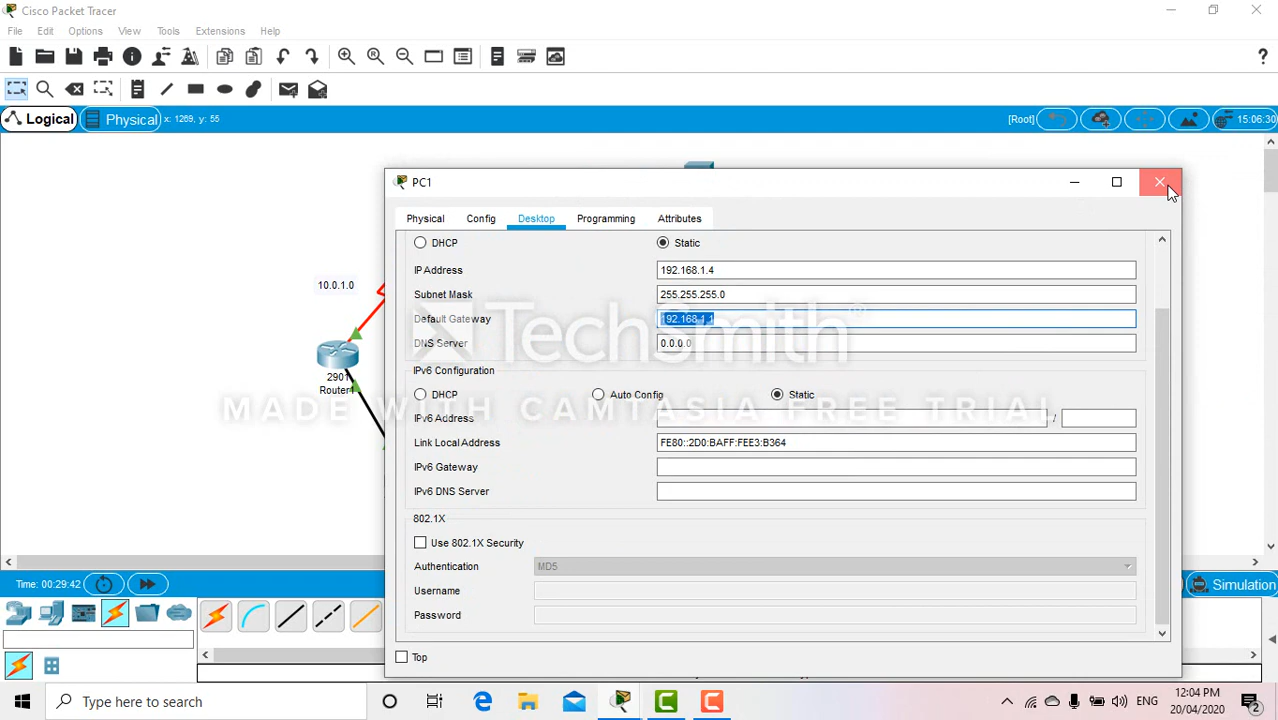 Cisco Packet Tracer
File Edit Options View Tools Extensions Help
Logical Physical x: 1269, y: 55 [Root] 15:06:30
PC1
Physical Config Desktop Programming Attributes
DHCP Static
IP Address 192.168.1.4
Subnet Mask 255.255.255.0
Default Gateway 192.168.1.1
DNS Server 0.0.0.0
IPv6 Configuration
DHCP Auto Config Static
IPv6 Address /
Link Local Address FE80::2D0:BAFF:FEE3:B364
IPv6 Gateway
IPv6 DNS Server
802.1X
Use 802.1X Security
Authentication MD5
Username
Password
Top
10.0.1.0
2901
Router1
TechSmith®
MADE WITH CAMTASIA FREE TRIAL
Time: 00:29:42 Simulation
Type here to search
ENG
12:04 PM
20/04/2020
2